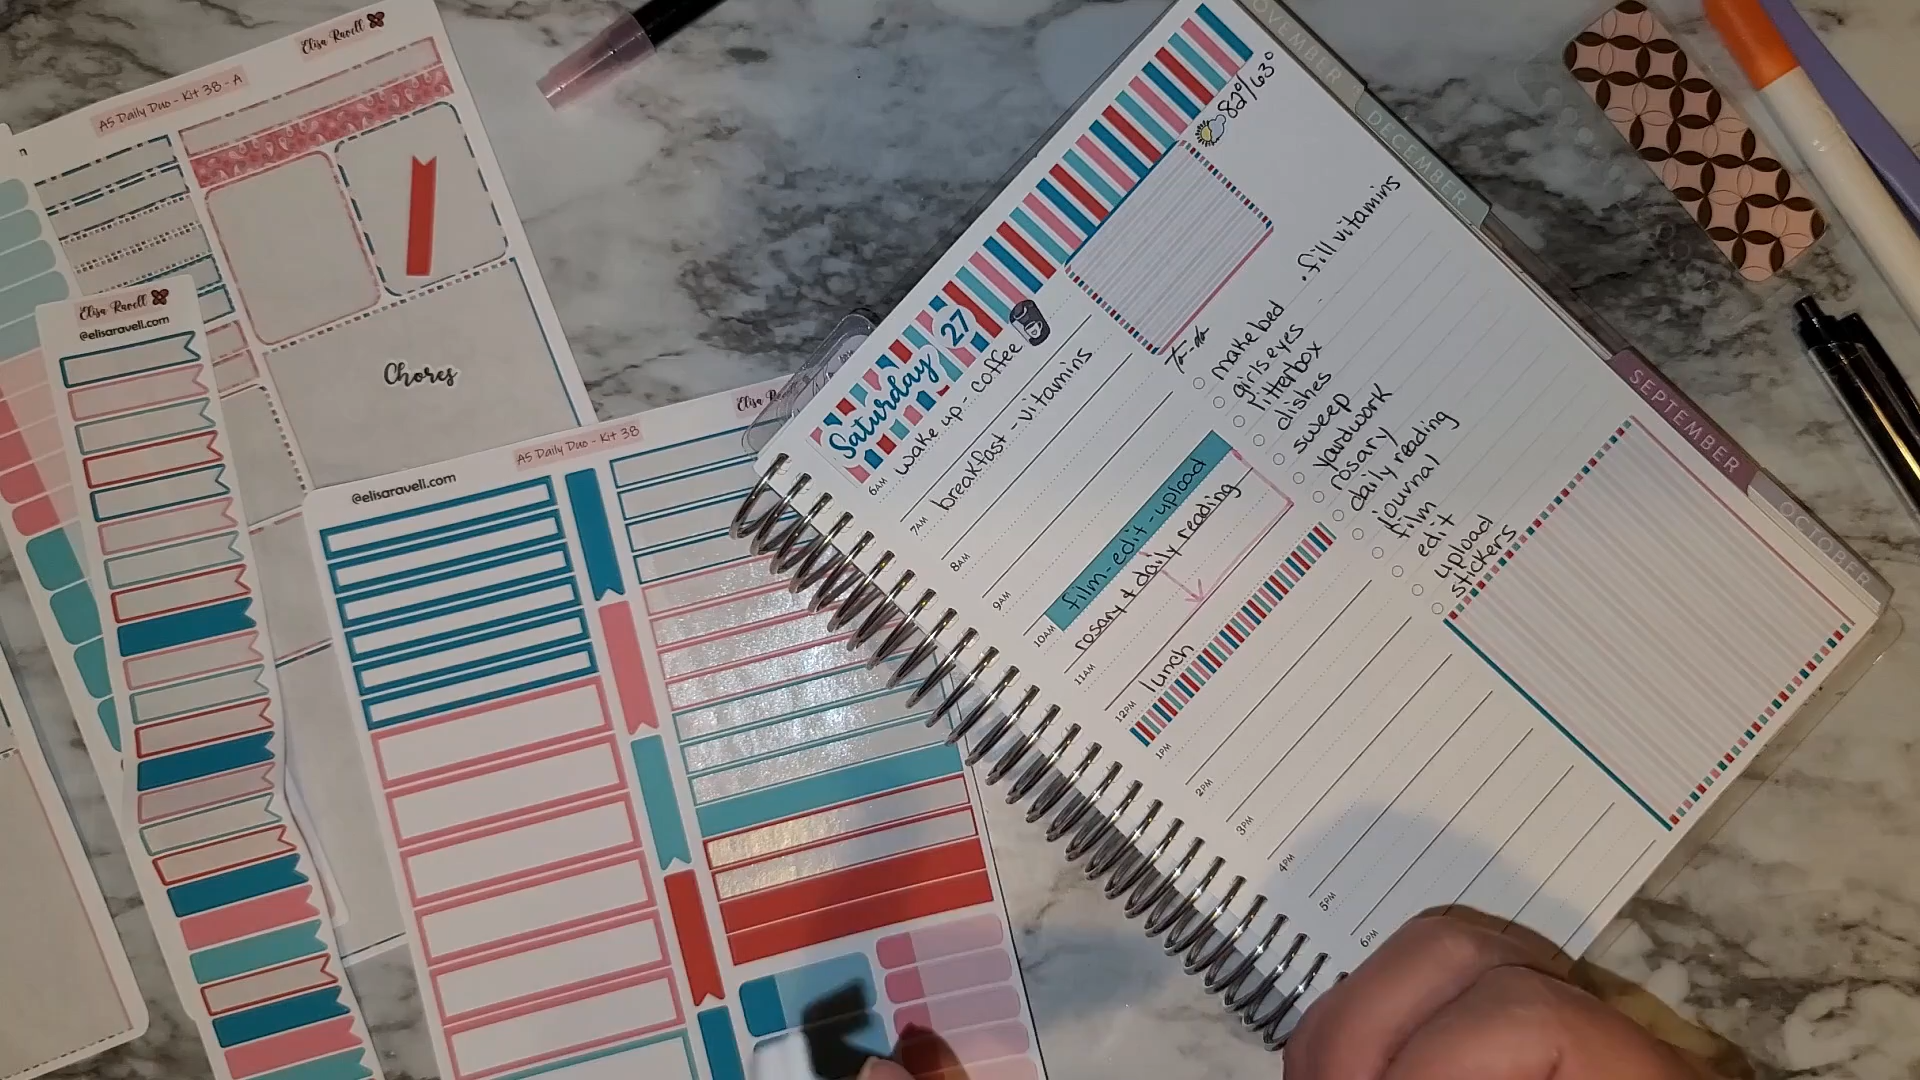 Elisa Ravell
A5 Daily Duo - Kit 38 - A
Chores
Elisa Ravell
@elisaravell.com
A5 Daily Duo - Kit 38
@elisaravell.com
NOVEMBER
DECEMBER
SEPTEMBER
OCTOBER
82°/63°
Saturday
27
wake up - coffee
6AM
breakfast - vitamins
7AM
8AM
9AM
film - edit - upload
10AM
rosary & daily reading
11AM
lunch
12PM
1PM
2PM
3PM
4PM
5PM
6PM
to-do
make bed
girls eyes
litterbox
dishes
sweep
yardwork
rosary
daily reading
journal
film
edit
upload
stickers
• fill vitamins